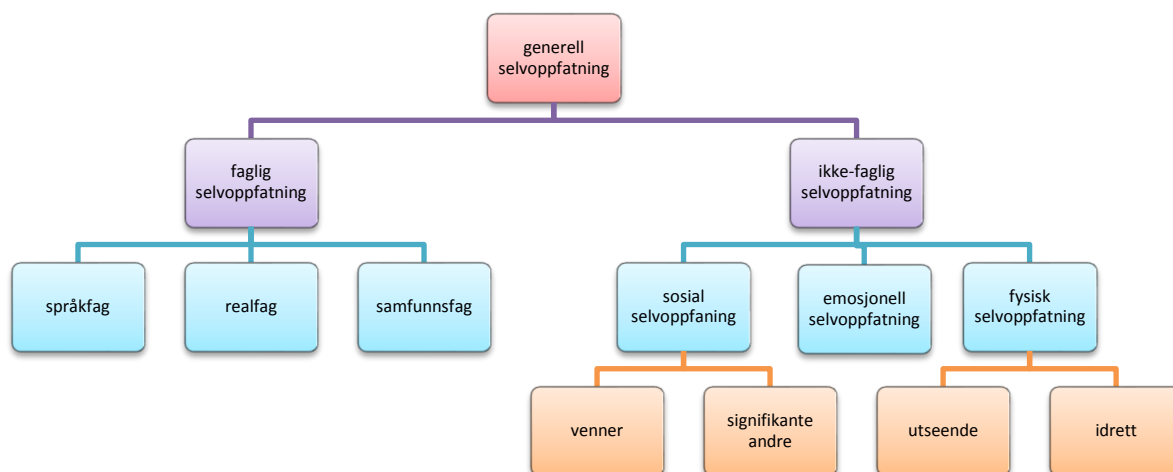 generell
selvoppfatning
faglig
selvoppfatning
ikke-faglig
selvoppfatning
språkfag
realfag
samfunnsfag
sosial
selvoppfaning
emosjonell
selvoppfatning
fysisk
selvoppfatning
venner
signifikante
andre
utseende
idrett